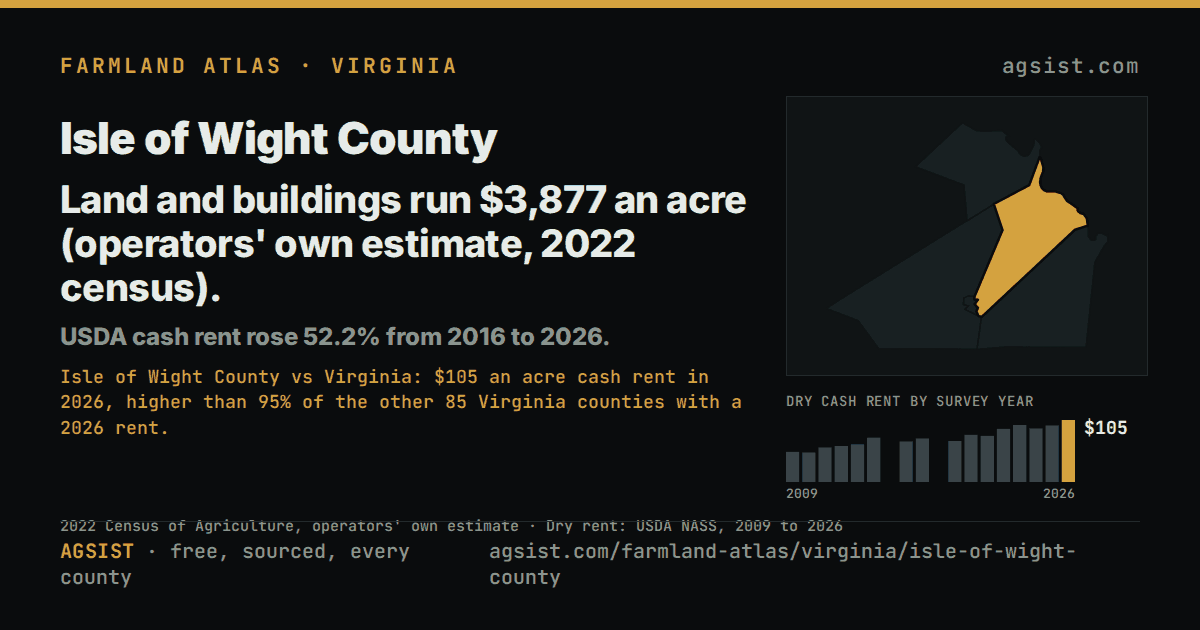 FARMLAND ATLAS · VIRGINIA
agsist.com
Isle of Wight County
Land and buildings run $3,877 an acre
(operators' own estimate, 2022
census).
USDA cash rent rose 52.2% from 2016 to 2026.
Isle of Wight County vs Virginia: $105 an acre cash rent in
2026, higher than 95% of the other 85 Virginia counties with a
2026 rent.
DRY CASH RENT BY SURVEY YEAR
$105
2009
2026
2022 Census of Agriculture, operators' own estimate · Dry rent: USDA NASS, 2009 to 2026
AGSIST · free, sourced, every
county
agsist.com/farmland-atlas/virginia/isle-of-wight-
county